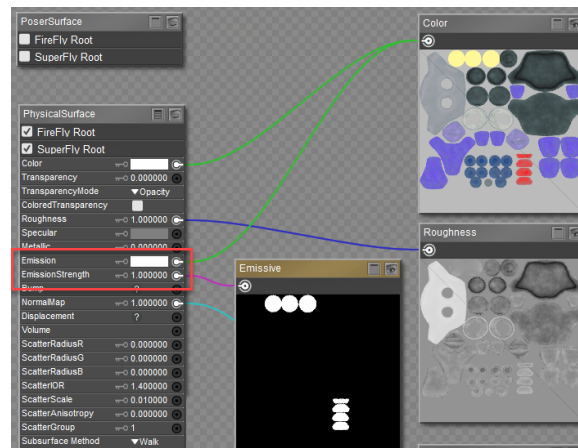 PoserSurface
FireFly Root
SuperFly Root
PhysicalSurface
FireFly Root
SuperFly Root
Color
Transparency 0.000000
TransparencyMode Opacity
ColoredTransparency
Roughness 1.000000
Specular
Metallic 0.000000
Emission
EmissionStrength 1.000000
Bump ?
NormalMap 1.000000
Displacement ?
Volume
ScatterRadiusR 0.000000
ScatterRadiusG 0.000000
ScatterRadiusB 0.000000
ScatterIOR 1.400000
ScatterScale 0.010000
ScatterAnisotropy 0.000000
ScatterGroup 1
Subsurface Method Walk
Emissive
Color
Roughness